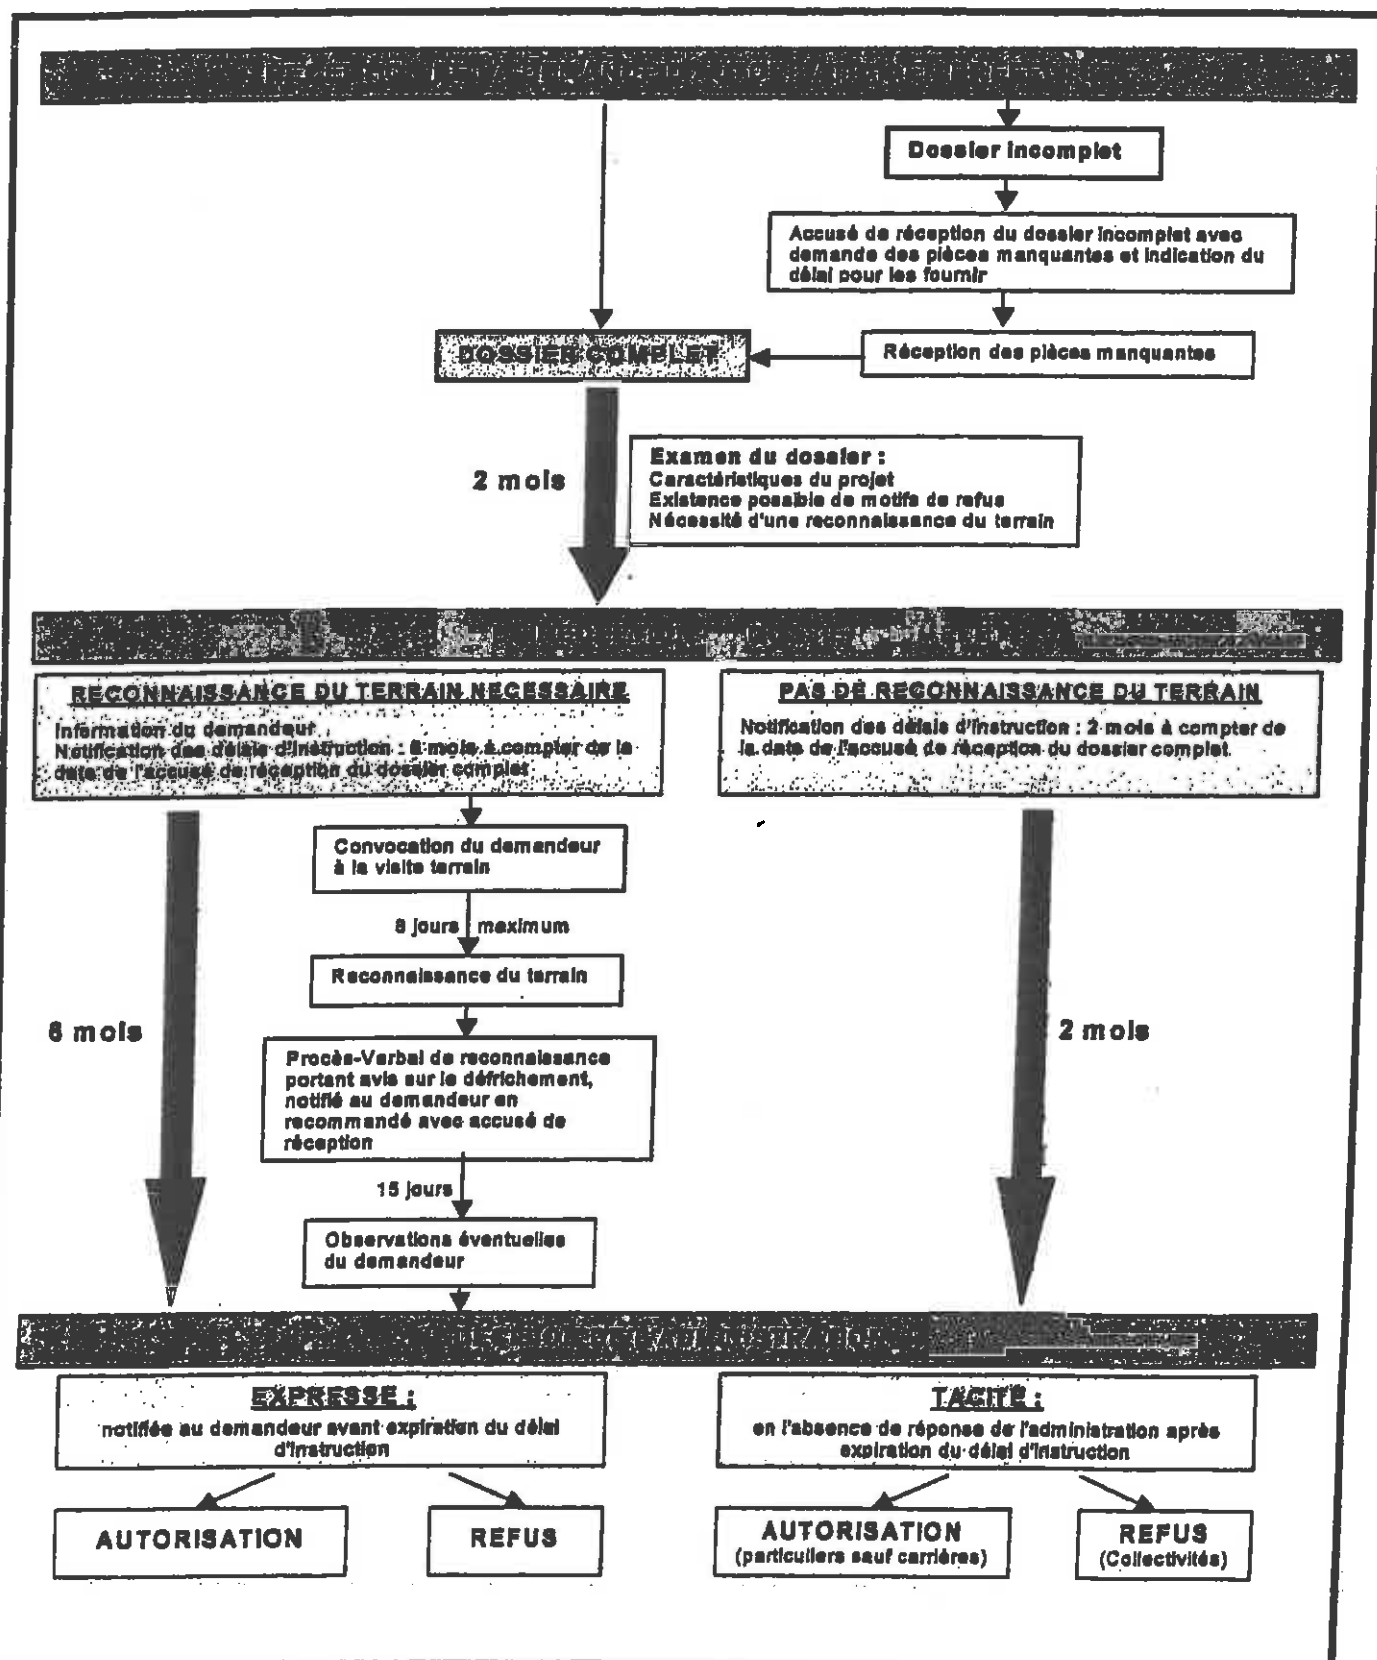 Dossier incomplet
Accusé de réception du dossier incomplet avec
demande des pièces manquantes et indication du
délai pour les fournir
DOSSIER COMPLET
Réception des pièces manquantes
2 mois
Examen du dossier :
Caractéristiques du projet
Existence possible de motifs de refus
Nécessité d'une reconnaissance du terrain
RECONNAISSANCE DU TERRAIN NECESSAIRE
Information du demandeur
Notification des délais d'instruction : mois à compter de la
date de l'accusé de réception du dossier complet
PAS DE RECONNAISSANCE DU TERRAIN
Notification des délais d'instruction : 2 mois à compter de
la date de l'accusé de réception du dossier complet.
Convocation du demandeur
à la visite terrain
8 jours maximum
Reconnaissance du terrain
6 mois
2 mois
Procès-Verbal de reconnaissance
portant avis sur le défrichement,
notifié au demandeur en
recommandé avec accusé de
réception
15 jours
Observations éventuelles
du demandeur
EXPRESSE :
notifiée au demandeur avant expiration du délai
d'instruction
TACITE :
en l'absence de réponse de l'administration après
expiration du délai d'instruction
AUTORISATION
REFUS
AUTORISATION
(particuliers sauf carrières)
REFUS
(Collectivités)